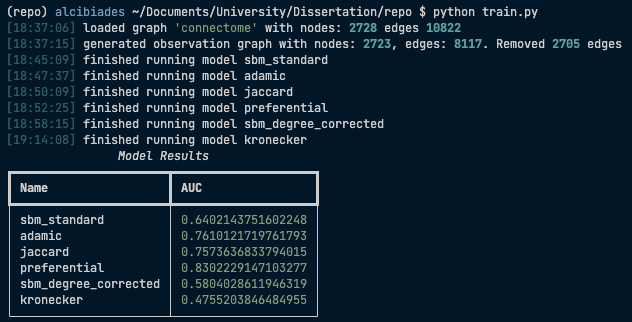 (repo) alcibiades ~/Documents/University/Dissertation/repo $ python train.py
[18:37:06] loaded graph 'connectome' with nodes: 2728 edges 10822
[18:37:15] generated observation graph with nodes: 2723, edges: 8117. Removed 2705 edges
[18:45:09] finished running model sbm_standard
[18:47:37] finished running model adamic
[18:50:09] finished running model jaccard
[18:52:25] finished running model preferential
[18:58:15] finished running model sbm_degree_corrected
[19:14:08] finished running model kronecker
Model Results
Name AUC
sbm_standard 0.6402143751602248
adamic 0.7610121719761793
jaccard 0.7573636833794015
preferential 0.8302229147103277
sbm_degree_corrected 0.5804028611946319
kronecker 0.4755203846484955